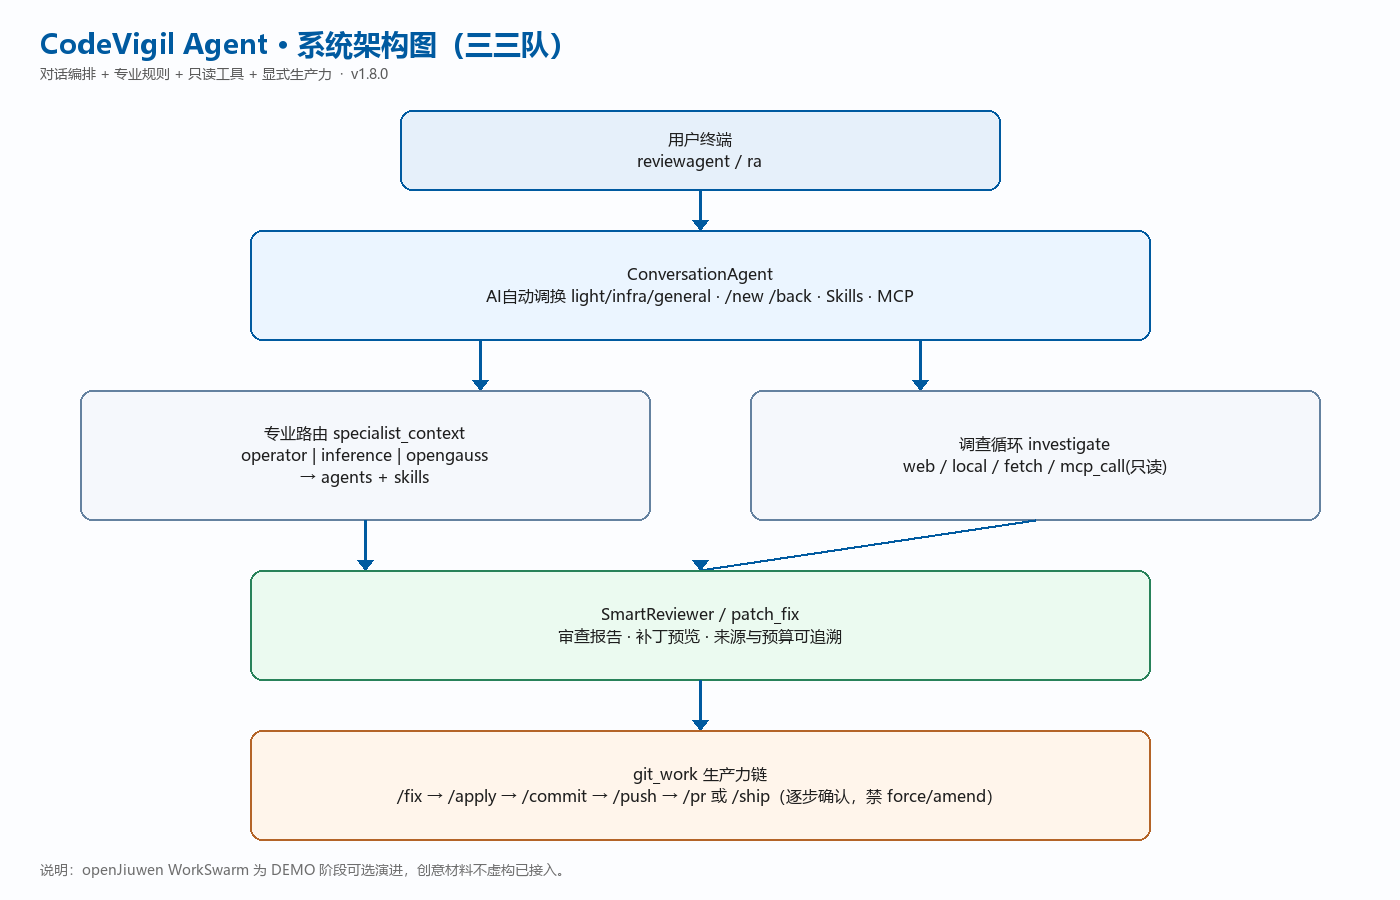 CodeVigil Agent • 系统架构图（三三队）
对话编排 + 专业规则 + 只读工具 + 显式生产力 · v1.8.0
用户终端
reviewagent / ra
ConversationAgent
AI自动调换 light/infra/general · /new /back · Skills · MCP
专业路由 specialist_context
operator | inference | opengauss
→ agents + skills
调查循环 investigate
web / local / fetch / mcp_call(只读)
SmartReviewer / patch_fix
审查报告 · 补丁预览 · 来源与预算可追溯
git_work 生产力链
/fix → /apply → /commit → /push → /pr 或 /ship（逐步确认，禁 force/amend）
说明：openJiuwen WorkSwarm 为 DEMO 阶段可选演进，创意材料不虚构已接入。